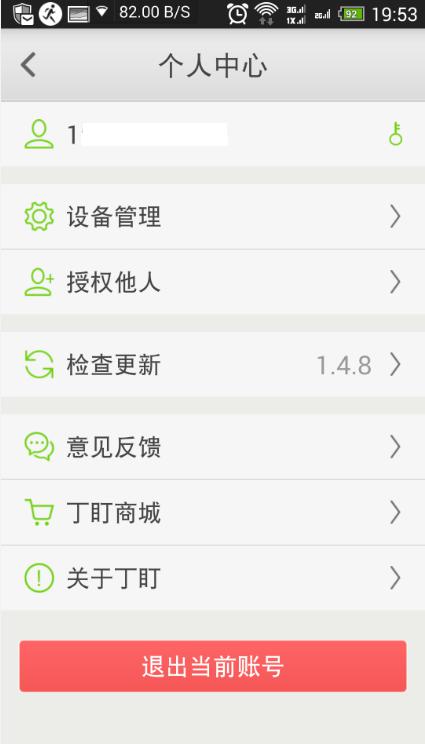 82.00 B/S 3G 1X 2G 92 19:53
个人中心
1
设备管理
授权他人
检查更新 1.4.8
意见反馈
丁盯商城
关于丁盯
退出当前账号